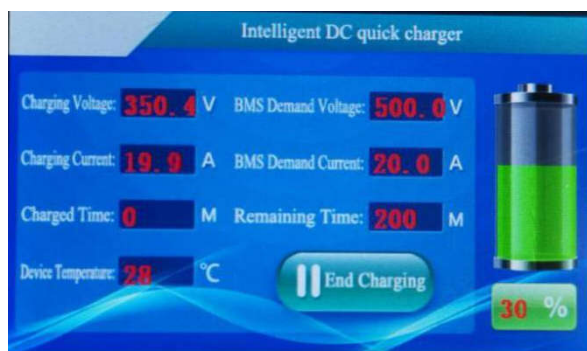 Intelligent DC quick charger
Charging Voltage: 350.4 V BMS Demand Voltage: 500.0 V
Charging Current: 19.9 A BMS Demand Current: 20.0 A
Charged Time: 0 M Remaining Time: 200 M
Device Temperature: 28 ℃
End Charging
30 %